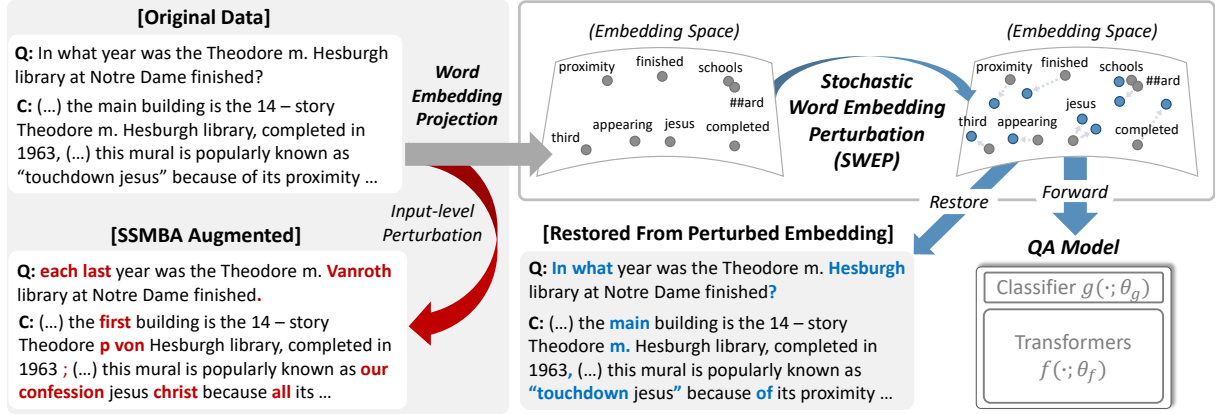 [Original Data]
Q: In what year was the Theodore m. Hesburgh
library at Notre Dame finished?
C: (…) the main building is the 14 – story
Theodore m. Hesburgh library, completed in
1963, (…) this mural is popularly known as
“touchdown jesus” because of its proximity …
Word
Embedding
Projection
Input-level
Perturbation
[SSMBA Augmented]
Q: each last year was the Theodore m. Vanroth
library at Notre Dame finished.
C: (…) the first building is the 14 – story
Theodore p von Hesburgh library, completed in
1963 ; (…) this mural is popularly known as our
confession jesus christ because all its …
(Embedding Space)
proximity
finished
schools
##ard
third
appearing
jesus
completed
Stochastic
Word Embedding
Perturbation
(SWEP)
(Embedding Space)
proximity
finished
schools
##ard
jesus
third
appearing
completed
Restore
Forward
[Restored From Perturbed Embedding]
Q: In what year was the Theodore m. Hesburgh
library at Notre Dame finished?
C: (…) the main building is the 14 – story
Theodore m. Hesburgh library, completed in
1963, (…) this mural is popularly known as
“touchdown jesus” because of its proximity …
QA Model
Classifier g(·; θ_g)
Transformers
f(·; θ_f)